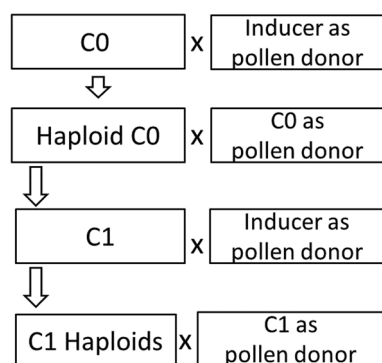 C0 x Inducer as
pollen donor
Haploid C0 x C0 as
pollen donor
C1 x Inducer as
pollen donor
C1 Haploids x C1 as
pollen donor